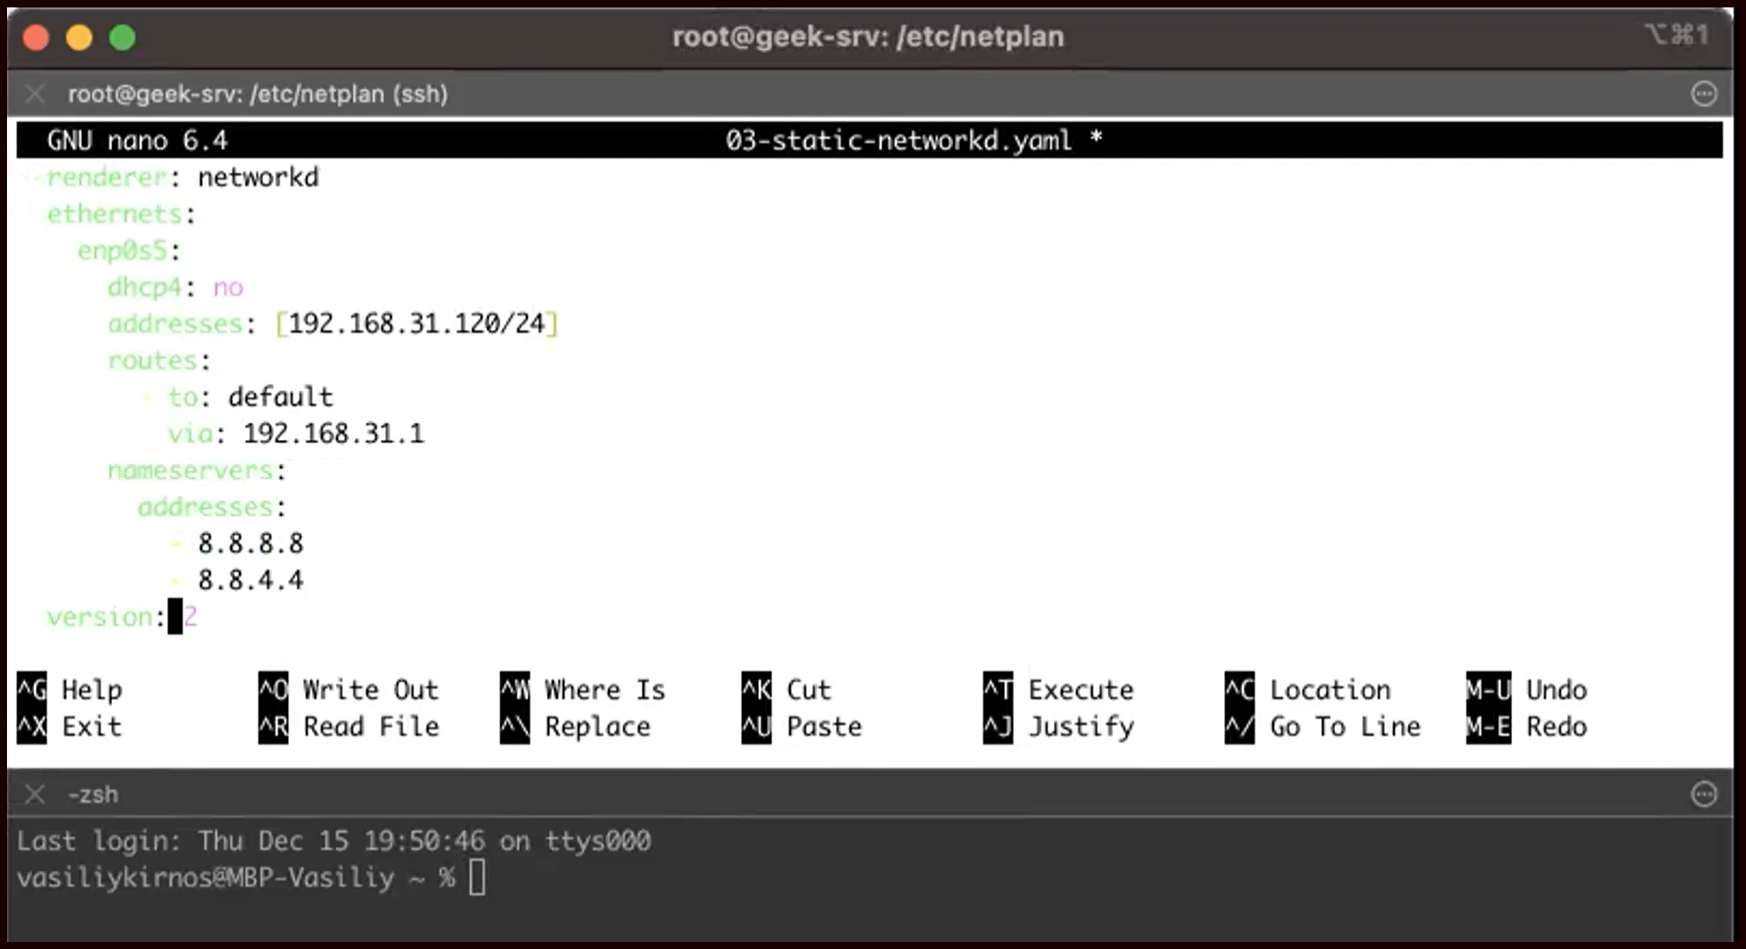 root@geek-srv: /etc/netplan ⌥⌘1
root@geek-srv: /etc/netplan (ssh)
GNU nano 6.4 03-static-networkd.yaml *
renderer: networkd
ethernets:
enp0s5:
dhcp4: no
addresses: [192.168.31.120/24]
routes:
- to: default
via: 192.168.31.1
nameservers:
addresses:
- 8.8.8.8
- 8.8.4.4
version: 2
^G Help ^O Write Out ^W Where Is ^K Cut ^T Execute ^C Location M-U Undo
^X Exit ^R Read File ^\ Replace ^U Paste ^J Justify ^/ Go To Line M-E Redo
-zsh
Last login: Thu Dec 15 19:50:46 on ttys000
vasiliykirnos@MBP-Vasiliy ~ %